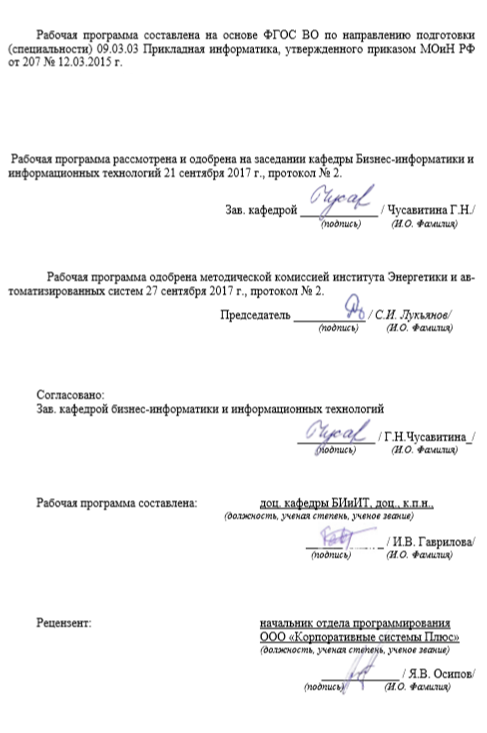 Рабочая программа составлена на основе ФГОС ВО по направлению подготовки
(специальности) 09.03.03 Прикладная информатика, утвержденного приказом МОиН РФ
от 207 № 12.03.2015 г.
Рабочая программа рассмотрена и одобрена на заседании кафедры Бизнес-информатики и
информационных технологий 21 сентября 2017 г., протокол № 2.
Зав. кафедрой Чусав / Чусавитина Г.Н./
(подпись) (И.О. Фамилия)
Рабочая программа одобрена методической комиссией института Энергетики и ав-
томатизированных систем 27 сентября 2017 г., протокол № 2.
Председатель / С.И. Лукьянов/
(подпись) (И.О. Фамилия)
Согласовано:
Зав. кафедрой бизнес-информатики и информационных технологий
Чусав / Г.Н.Чусавитина_/
(подпись) (И.О. Фамилия)
Рабочая программа составлена: доц. кафедры БИиИТ, доц., к.п.н.,
(должность, ученая степень, ученое звание)
/ И.В. Гаврилова/
(подпись) (И.О. Фамилия)
Рецензент: начальник отдела программирования
ООО «Корпоративные системы Плюс»
(должность, ученая степень, ученое звание)
/ Я.В. Осипов/
(подпись) (И.О. Фамилия)